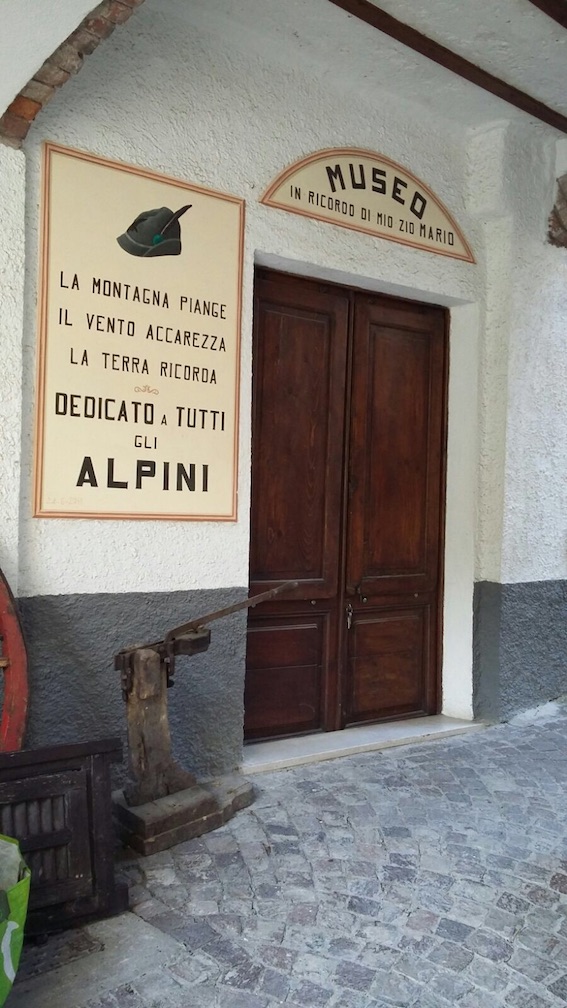 LA MONTAGNA PIANGE
IL VENTO ACCAREZZA
LA TERRA RICORDA
DEDICATO A TUTTI
GLI
ALPINI
MUSEO
IN RICORDO DI MIO ZIO MARIO